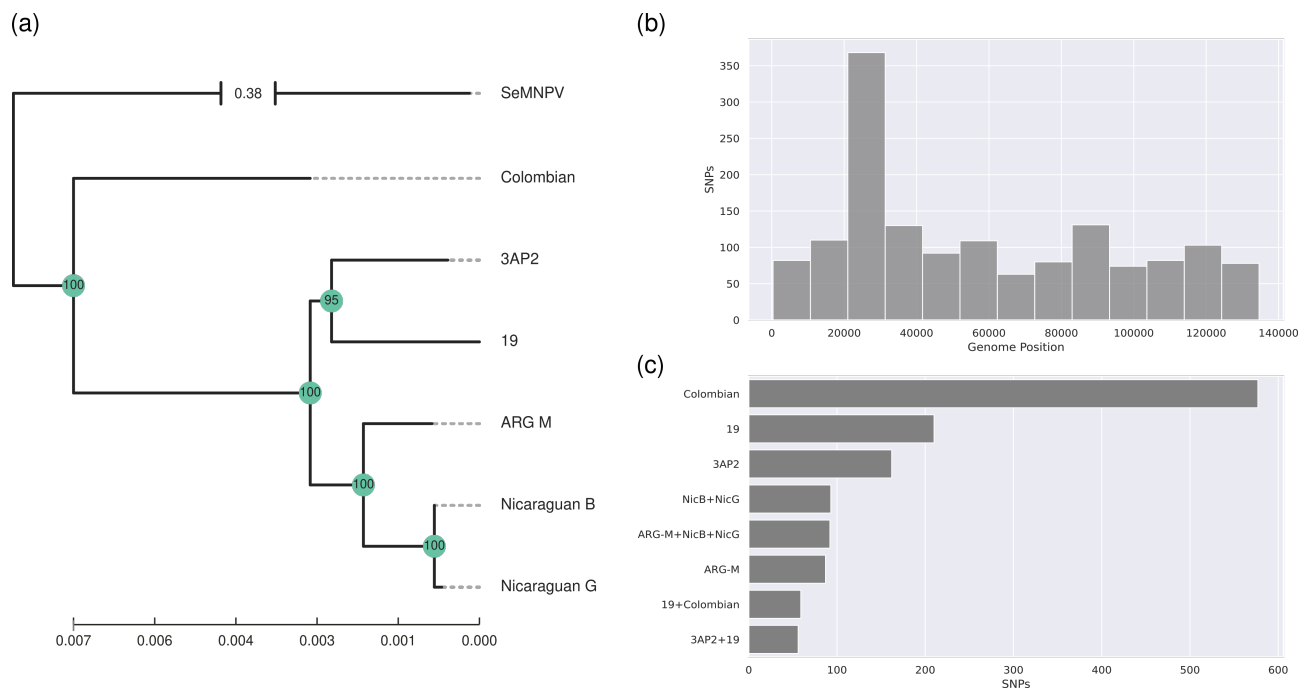 (a)
0.38
SeMNPV
Colombian
3AP2
100
95
19
100
ARG M
100
Nicaraguan B
100
Nicaraguan G
0.007 0.006 0.004 0.003 0.001 0.000
(b)
350
300
250
200
150
100
50
0
SNPs
0 20000 40000 60000 80000 100000 120000 140000
Genome Position
(c)
Colombian
19
3AP2
NicB+NicG
ARG-M+NicB+NicG
ARG-M
19+Colombian
3AP2+19
0 100 200 300 400 500 600
SNPs